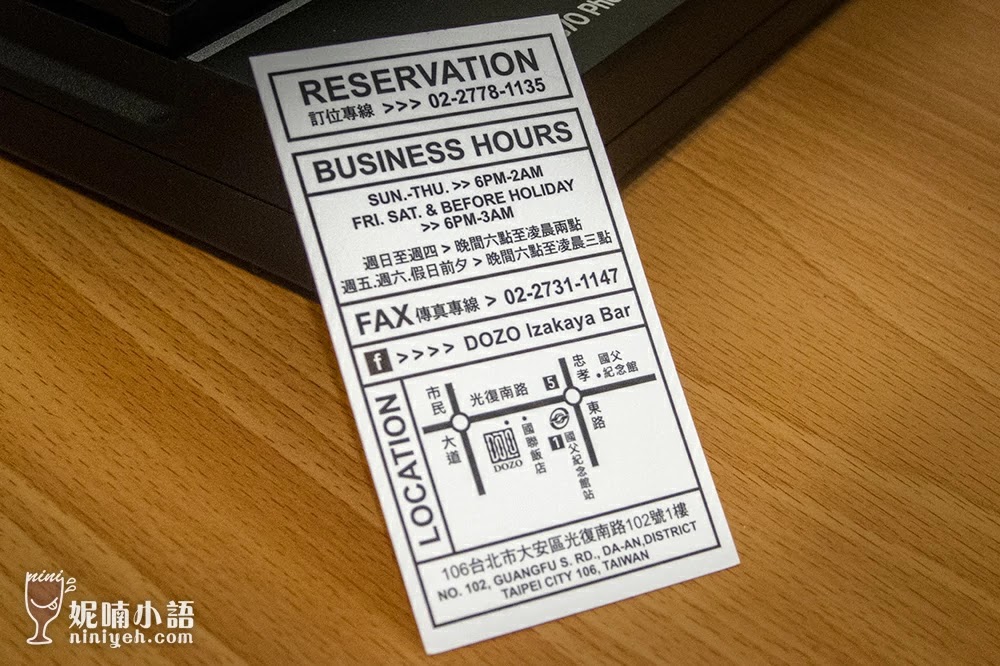 70 Pho
RESERVATION
訂位專線 >>> 02-2778-1135
BUSINESS HOURS
SUN.-THU. >> 6PM-2AM
FRI. SAT. & BEFORE HOLIDAY
>> 6PM-3AM
週日至週四 > 晚間六點至凌晨兩點
週五.週六.假日前夕 > 晚間六點至凌晨三點
FAX 傳真專線 > 02-2731-1147
f >>>> DOZO Izakaya Bar
LOCATION
市民
大道
光復南路
5
忠孝
東路
國父
紀念館
DOZO
國聯飯店
1
國父紀念館站
106台北市大安區光復南路102號1樓
NO. 102, GUANGFU S. RD., DA-AN,DISTRICT
TAIPEI CITY 106, TAIWAN
nini
妮喃小語
niniyeh.com